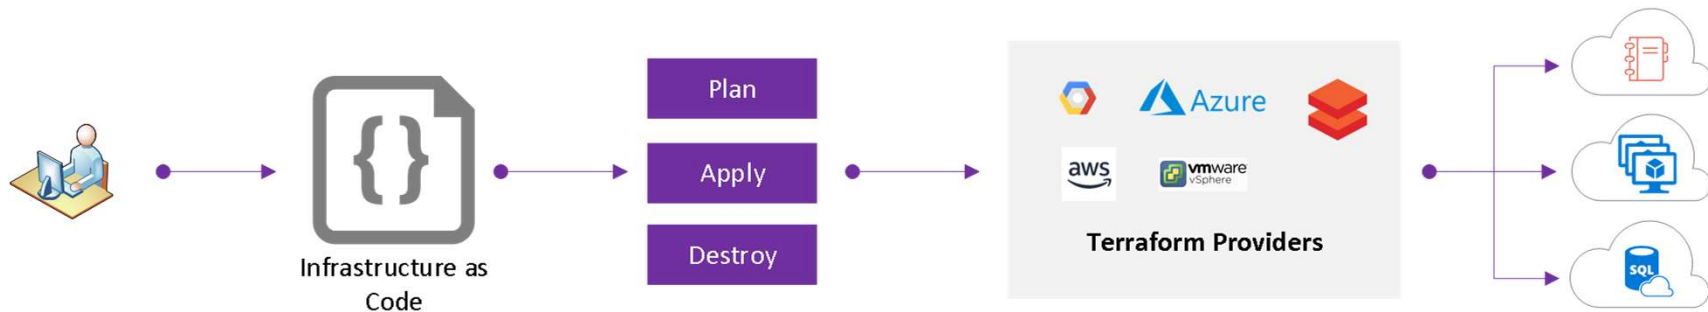 Infrastructure as
Code
Plan
Apply
Destroy
Azure
aws
vmware
vSphere
Terraform Providers
SQL